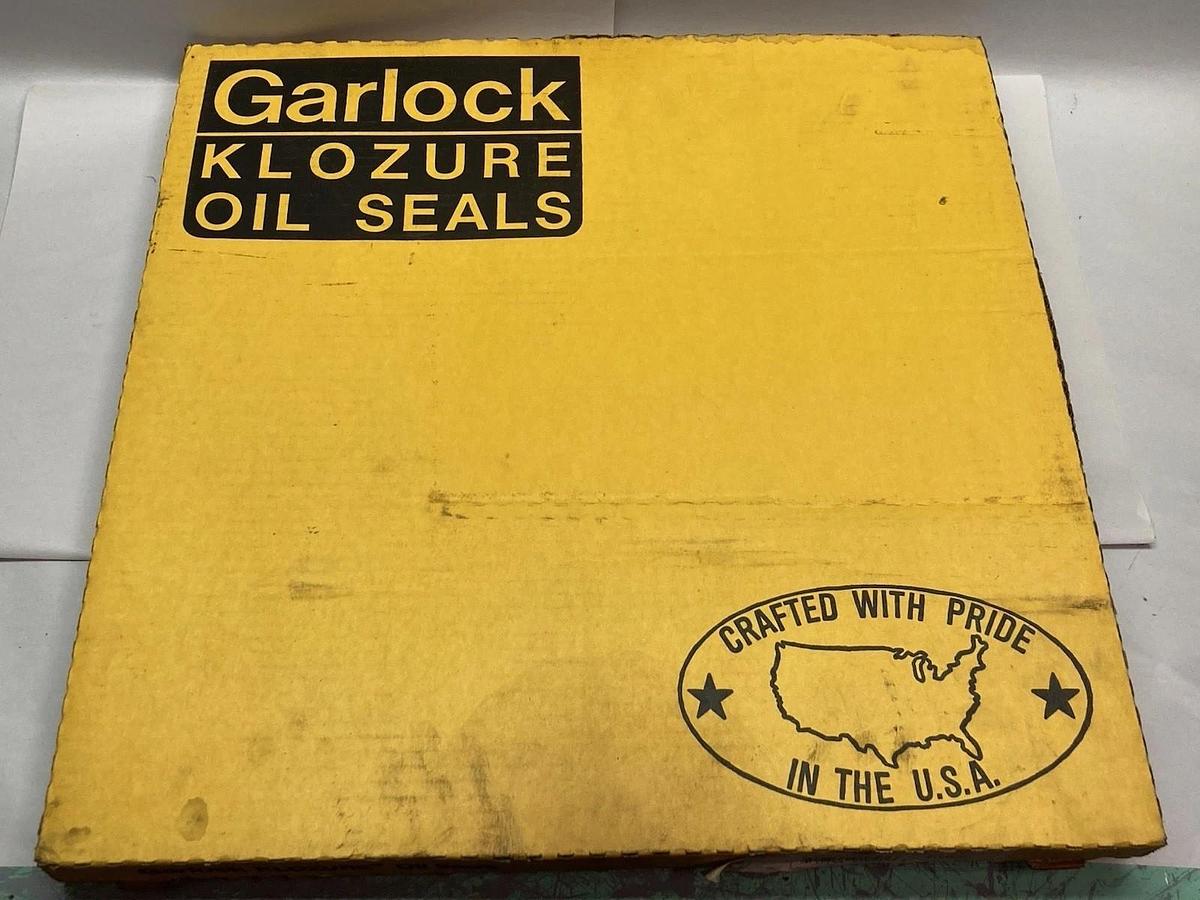 Garlock
KLOZURE
OIL SEALS
CRAFTED WITH PRIDE
IN THE U.S.A.